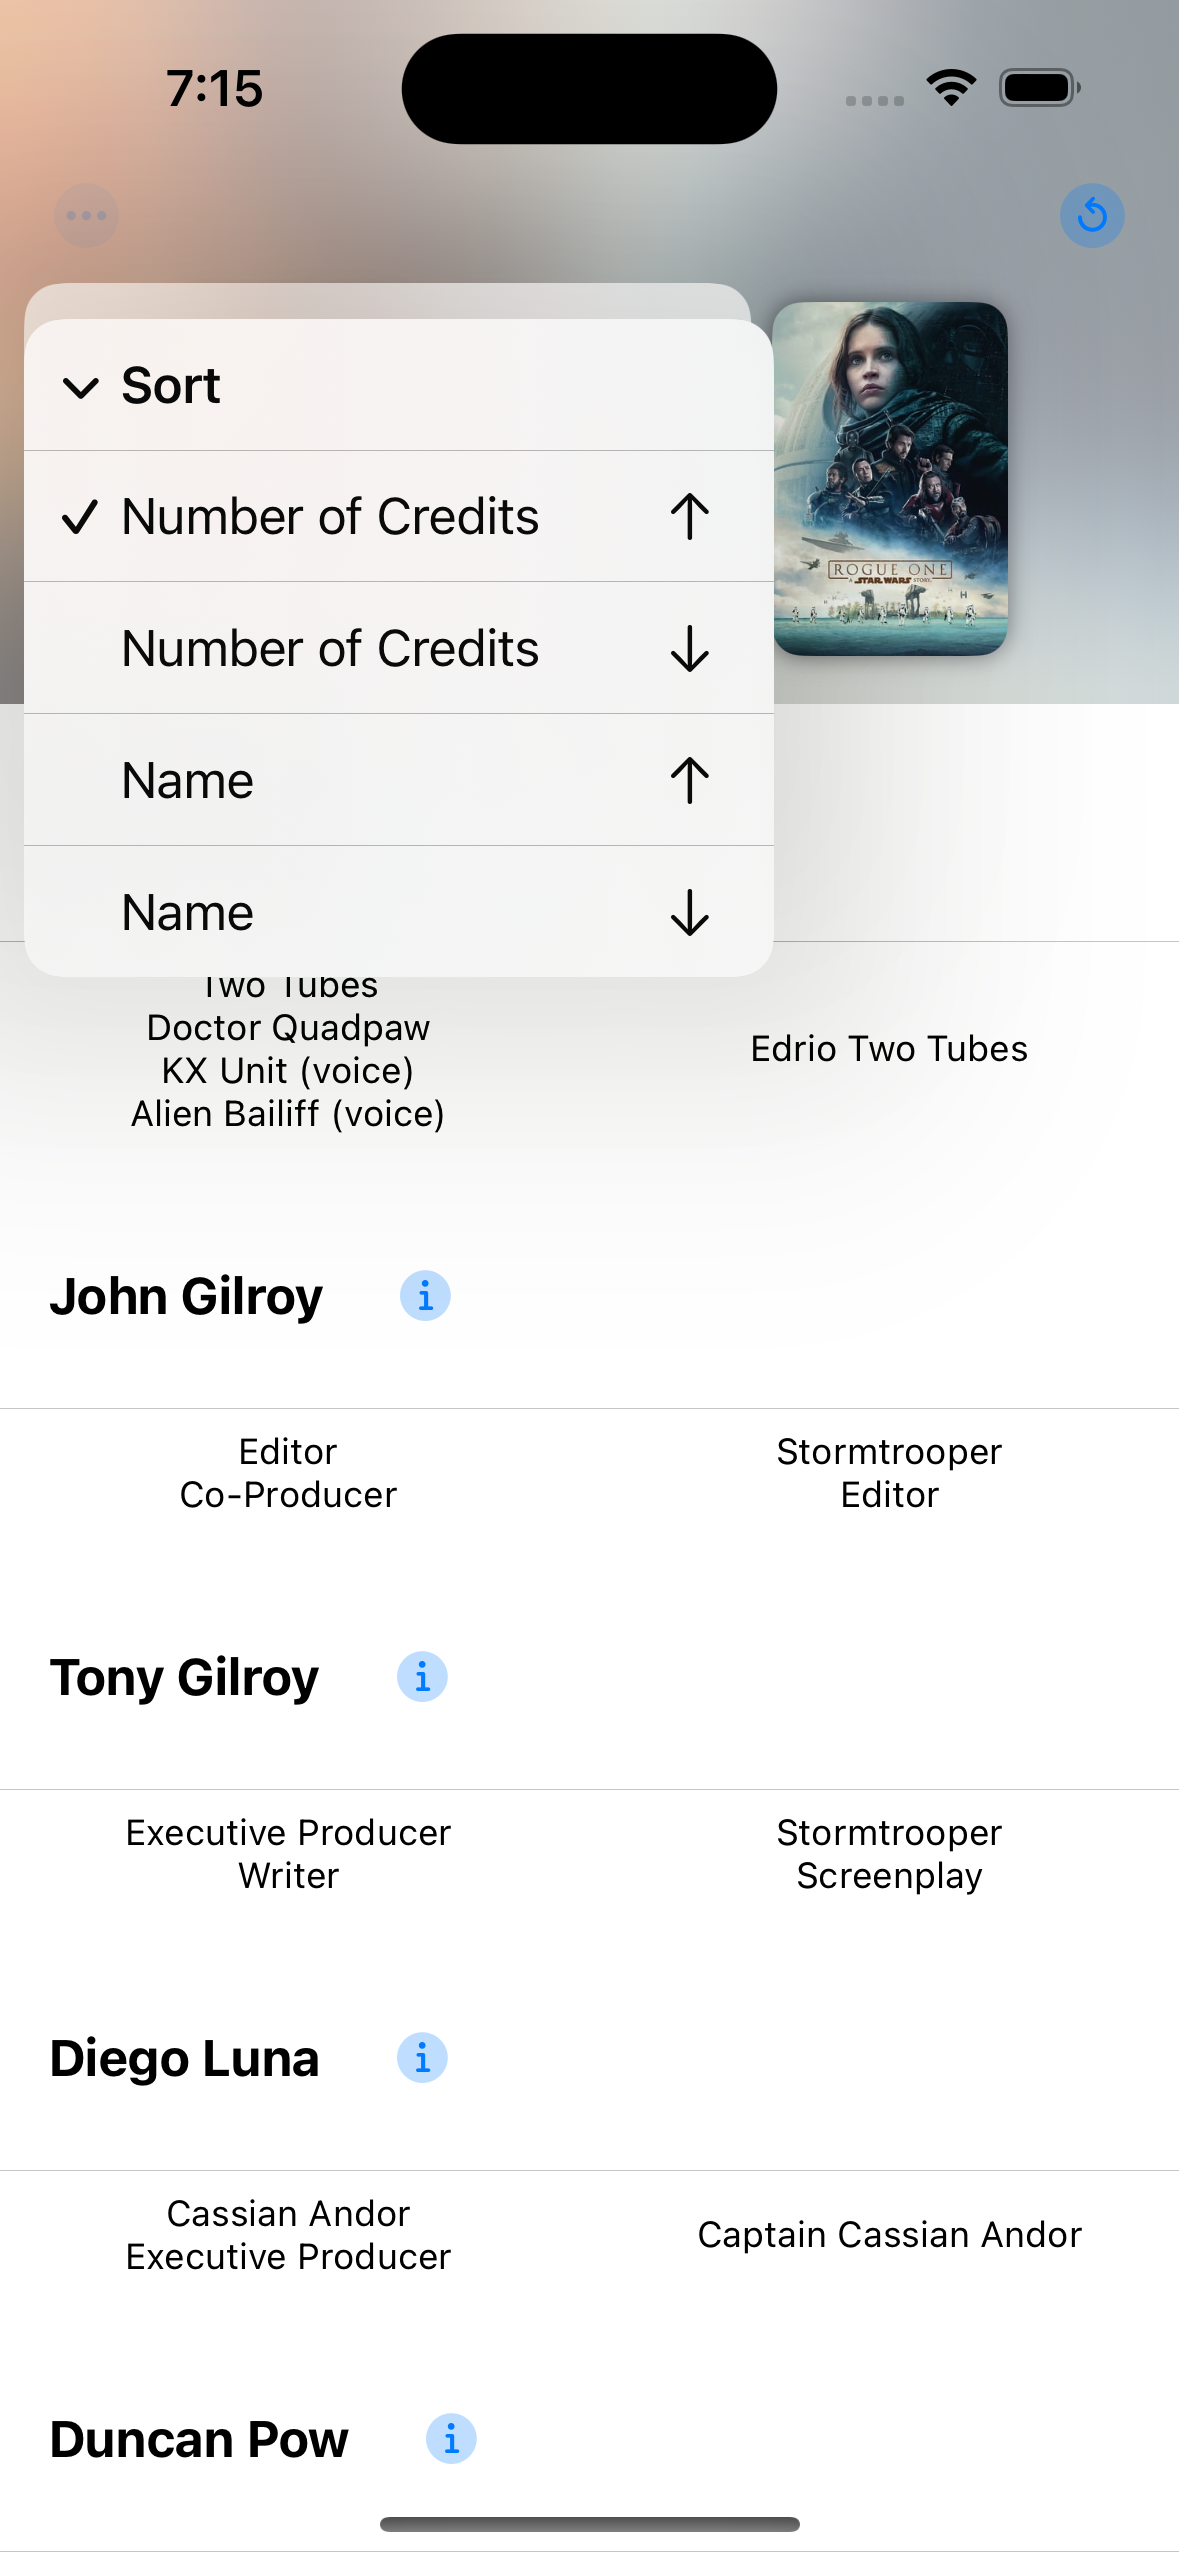 7:15
Sort
Number of Credits
Number of Credits
Name
Name
ROGUE ONE
A STAR WARS STORY
Two Tubes
Doctor Quadpaw
KX Unit (voice)
Alien Bailiff (voice)
Edrio Two Tubes
John Gilroy
Editor
Co-Producer
Stormtrooper
Editor
Tony Gilroy
Executive Producer
Writer
Stormtrooper
Screenplay
Diego Luna
Cassian Andor
Executive Producer
Captain Cassian Andor
Duncan Pow